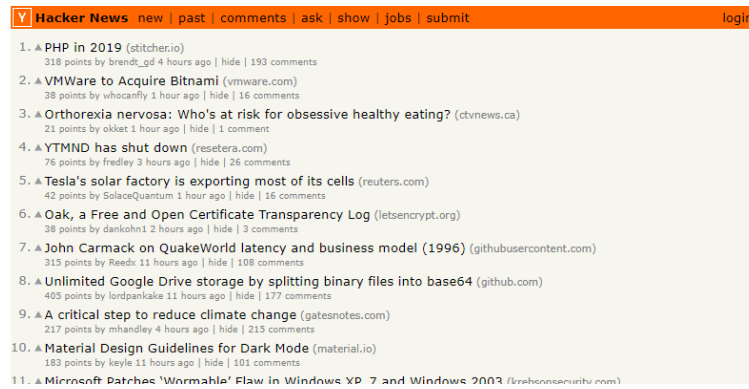 Y Hacker News new | past | comments | ask | show | jobs | submit login
1. PHP in 2019 (stitcher.io)
318 points by brendt_gd 4 hours ago | hide | 193 comments
2. VMWare to Acquire Bitnami (vmware.com)
38 points by whocanfly 1 hour ago | hide | 16 comments
3. Orthorexia nervosa: Who's at risk for obsessive healthy eating? (ctvnews.ca)
21 points by okket 1 hour ago | hide | 1 comment
4. YTMND has shut down (resetera.com)
76 points by fredley 3 hours ago | hide | 26 comments
5. Tesla's solar factory is exporting most of its cells (reuters.com)
42 points by SolaceQuantum 1 hour ago | hide | 16 comments
6. Oak, a Free and Open Certificate Transparency Log (letsencrypt.org)
38 points by dankohn1 2 hours ago | hide | 3 comments
7. John Carmack on QuakeWorld latency and business model (1996) (githubusercontent.com)
315 points by Reedx 11 hours ago | hide | 108 comments
8. Unlimited Google Drive storage by splitting binary files into base64 (github.com)
405 points by lordpankake 11 hours ago | hide | 177 comments
9. A critical step to reduce climate change (gatesnotes.com)
217 points by mhandley 4 hours ago | hide | 215 comments
10. Material Design Guidelines for Dark Mode (material.io)
183 points by keyle 11 hours ago | hide | 101 comments
11. Microsoft Patches ‘Wormable’ Flaw in Windows XP, 7 and Windows 2003 (krebsonsecurity.com)